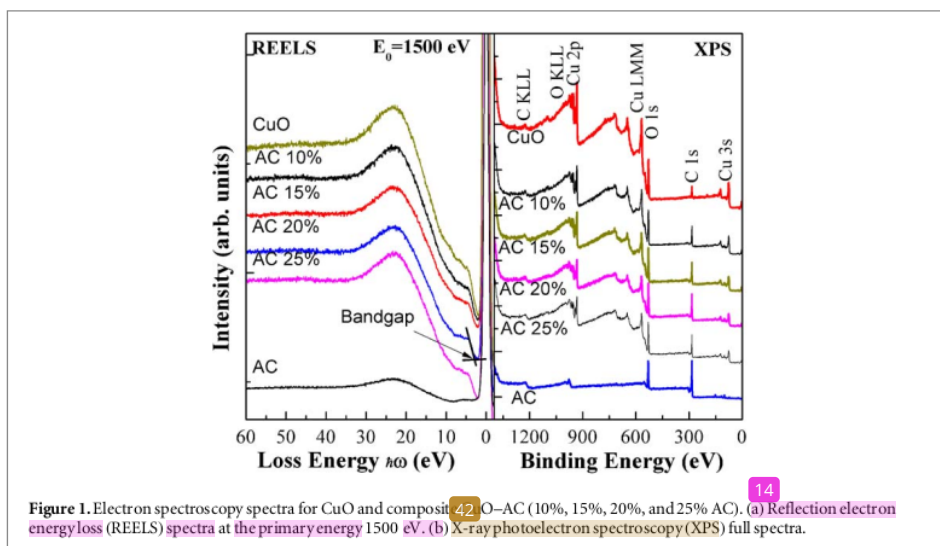 REELS
E0=1500 eV
XPS
C KLL
O KLL
Cu 2p
Cu LMM
O 1s
C 1s
Cu 3s
CuO
AC 10%
AC 15%
AC 20%
AC 25%
Bandgap
AC
CuO
AC 10%
AC 15%
AC 20%
AC 25%
AC
Intensity (arb. units)
60 50 40 30 20 10 0
1200 900 600 300 0
Loss Energy ħω (eV)
Binding Energy (eV)
14
42
Figure 1. Electron spectroscopy spectra for CuO and composit O–AC (10%, 15%, 20%, and 25% AC). (a) Reflection electron
energy loss (REELS) spectra at the primary energy 1500 eV. (b) X-ray photoelectron spectroscopy (XPS) full spectra.